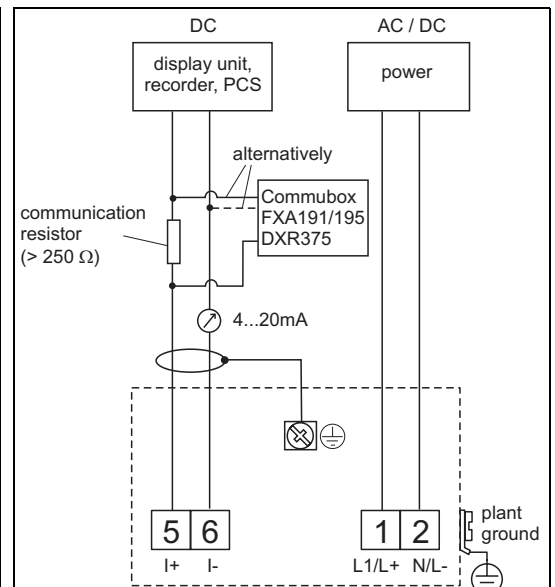 DC
AC / DC
display unit,
recorder, PCS
power
alternatively
Commubox
FXA191/195
DXR375
communication
resistor
(> 250 Ω)
4...20mA
5 6
1 2
I+ I-
L1/L+ N/L-
plant
ground